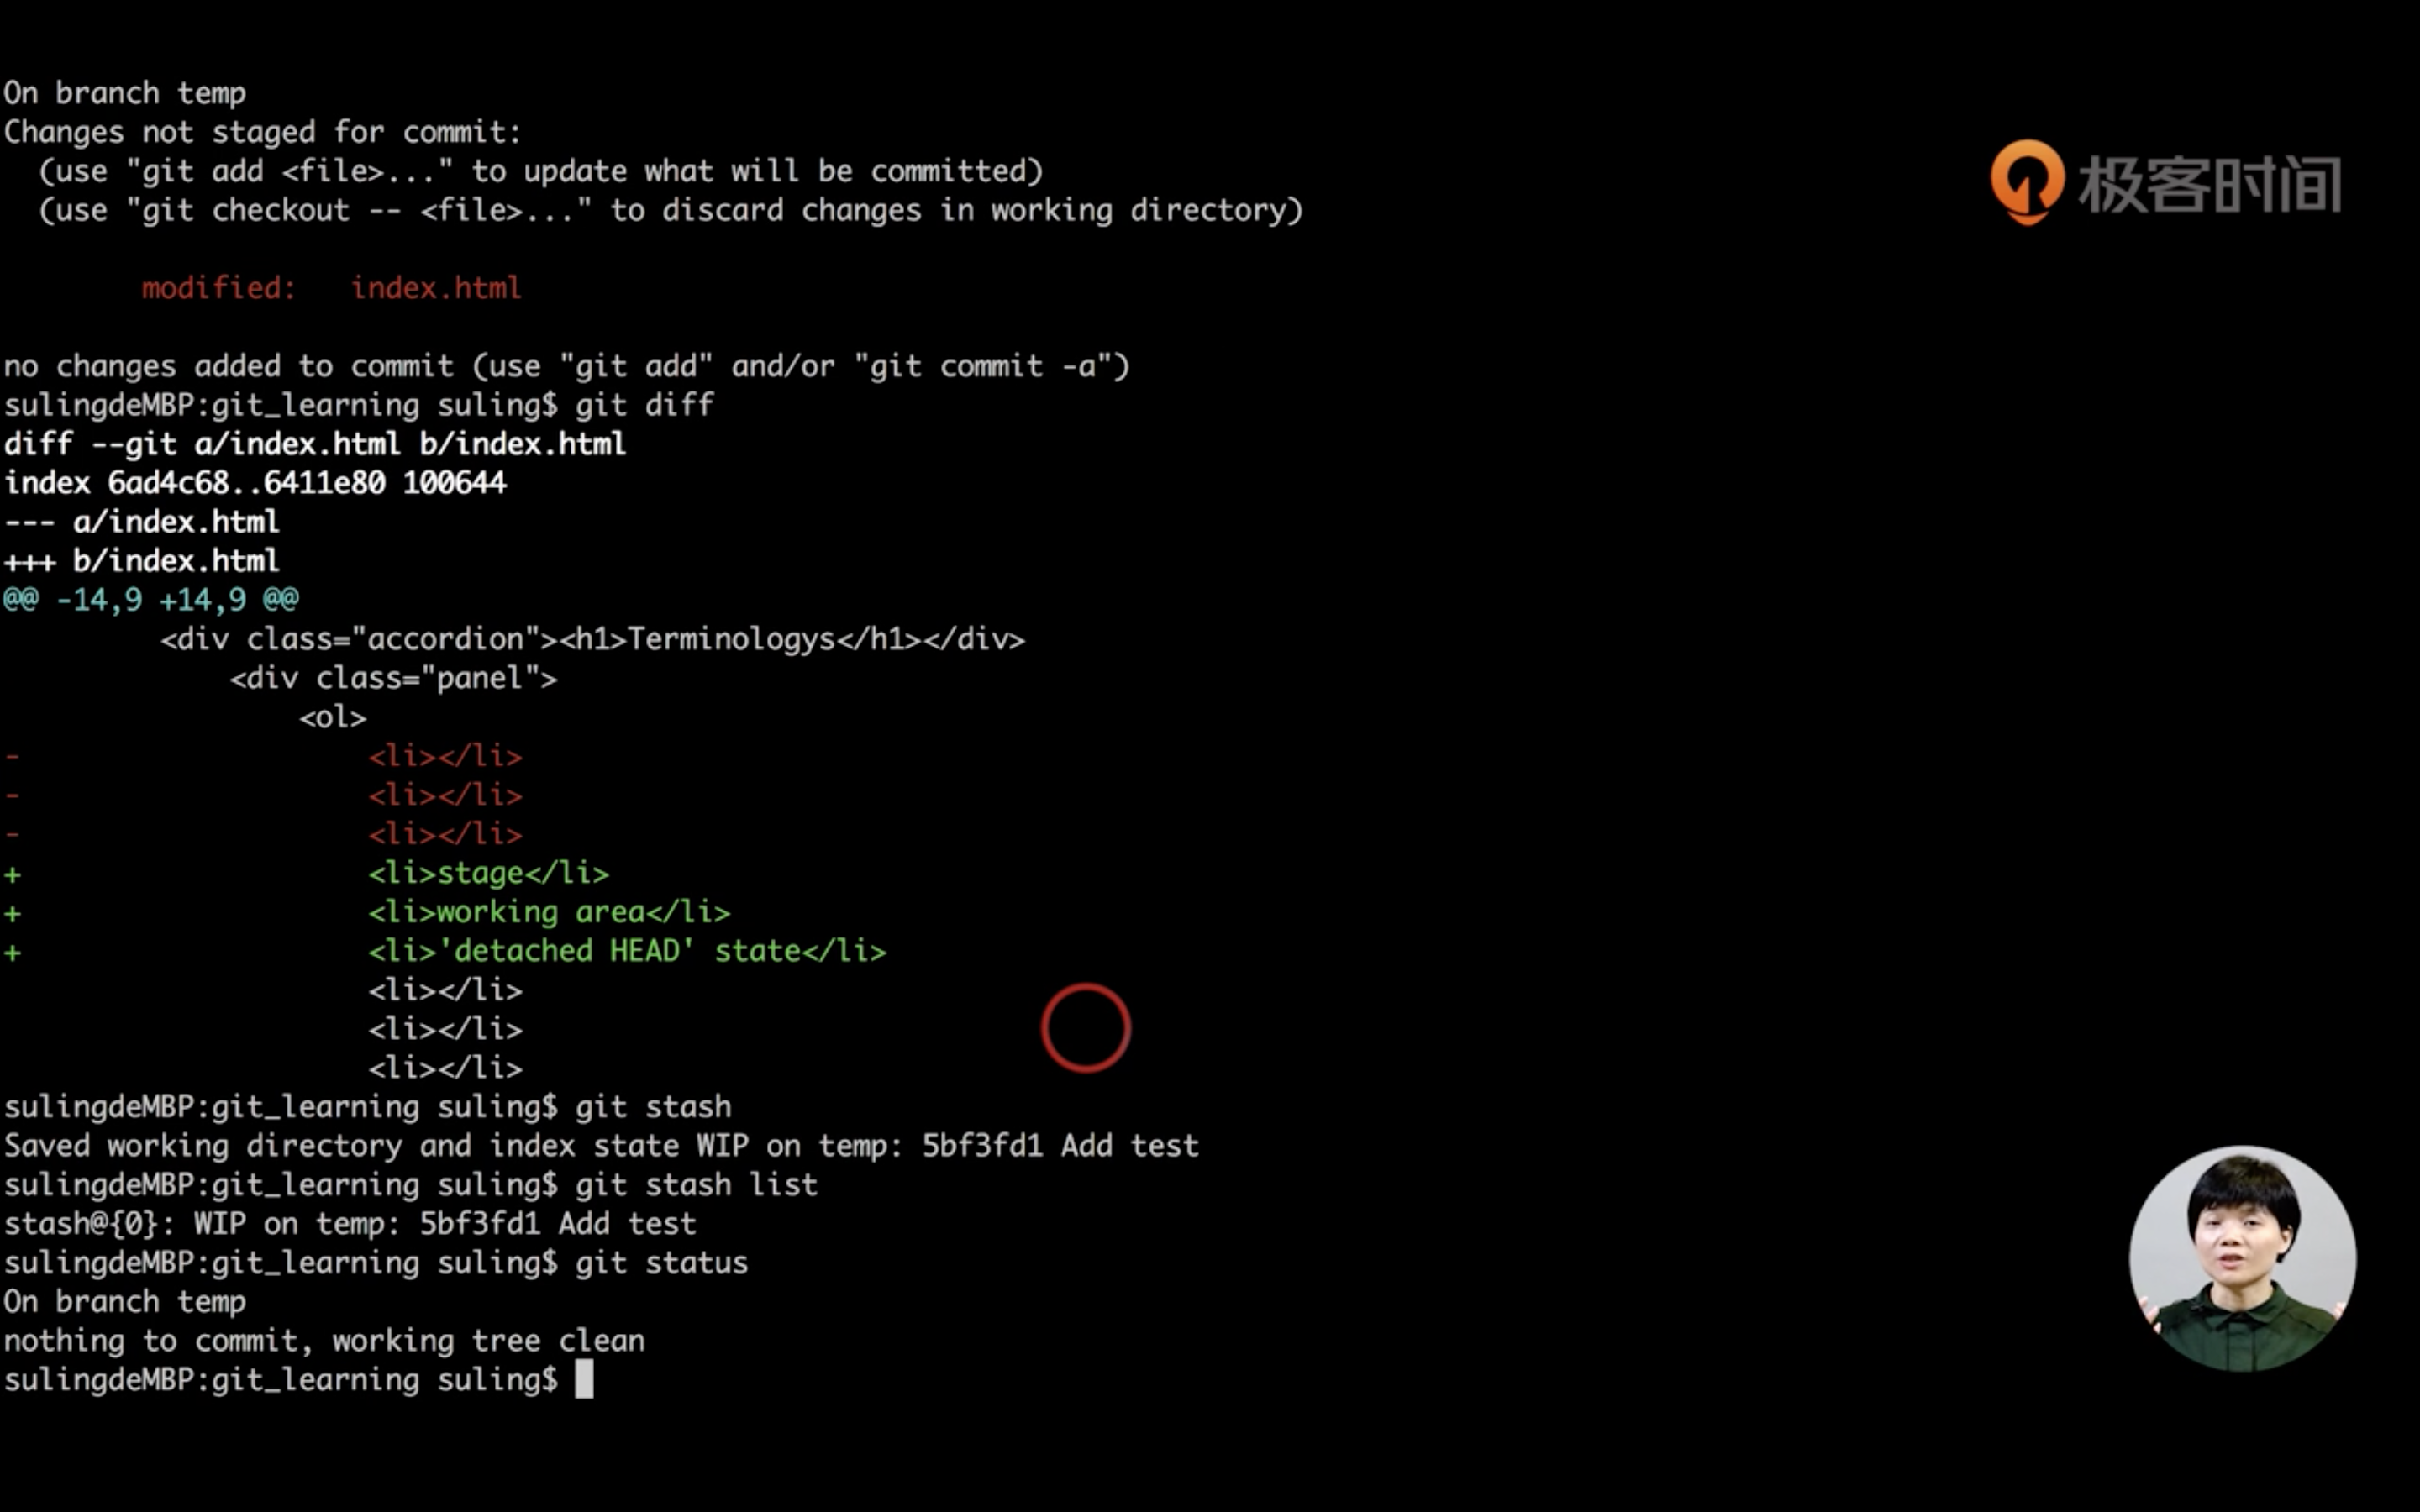 On branch temp
Changes not staged for commit:
  (use "git add <file>..." to update what will be committed)
  (use "git checkout -- <file>..." to discard changes in working directory)
极客时间
        modified:   index.html
no changes added to commit (use "git add" and/or "git commit -a")
sulingdeMBP:git_learning suling$ git diff
diff --git a/index.html b/index.html
index 6ad4c68..6411e80 100644
--- a/index.html
+++ b/index.html
@@ -14,9 +14,9 @@
         <div class="accordion"><h1>Terminologys</h1></div>
             <div class="panel">
                 <ol>
-                    <li></li>
-                    <li></li>
-                    <li></li>
+                    <li>stage</li>
+                    <li>working area</li>
+                    <li>'detached HEAD' state</li>
                     <li></li>
                     <li></li>
                     <li></li>
sulingdeMBP:git_learning suling$ git stash
Saved working directory and index state WIP on temp: 5bf3fd1 Add test
sulingdeMBP:git_learning suling$ git stash list
stash@{0}: WIP on temp: 5bf3fd1 Add test
sulingdeMBP:git_learning suling$ git status
On branch temp
nothing to commit, working tree clean
sulingdeMBP:git_learning suling$